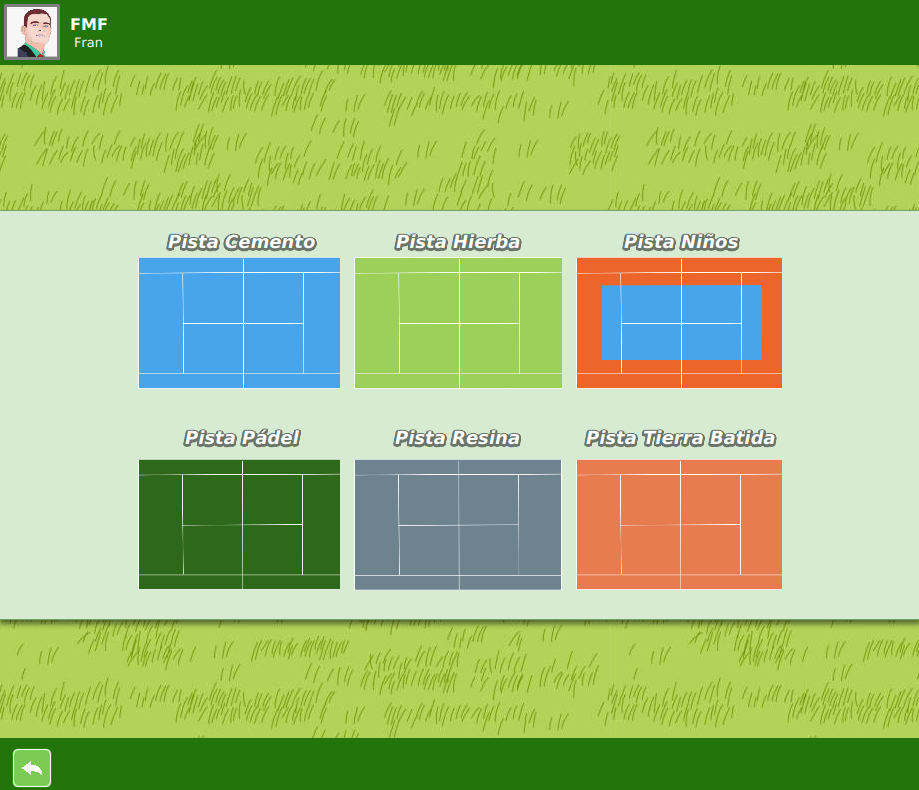 FMF
Fran
Pista Cemento
Pista Hierba
Pista Niños
Pista Pádel
Pista Resina
Pista Tierra Batida